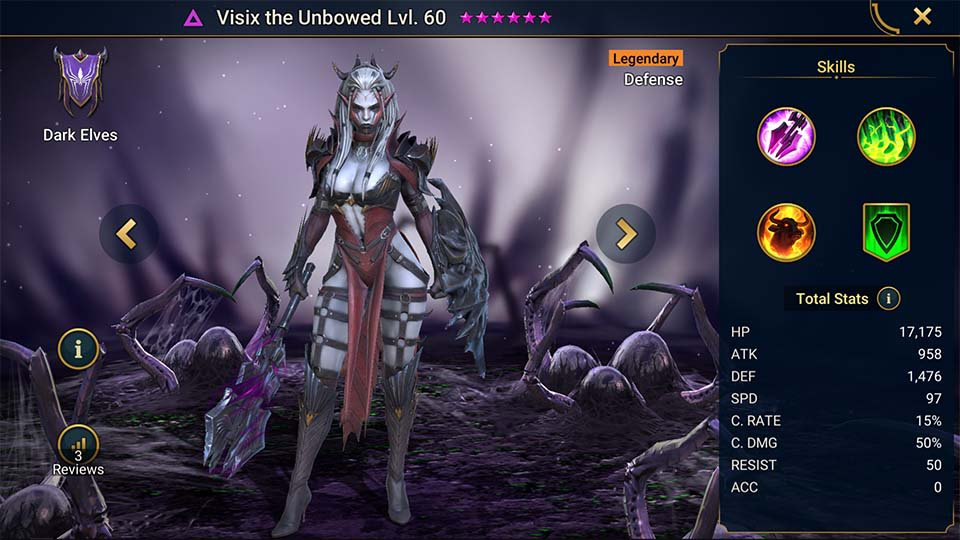 Visix the Unbowed Lvl. 60
Dark Elves
Legendary
Defense
3
Reviews
Skills
Total Stats i
HP 17,175
ATK 958
DEF 1,476
SPD 97
C. RATE 15%
C. DMG 50%
RESIST 50
ACC 0